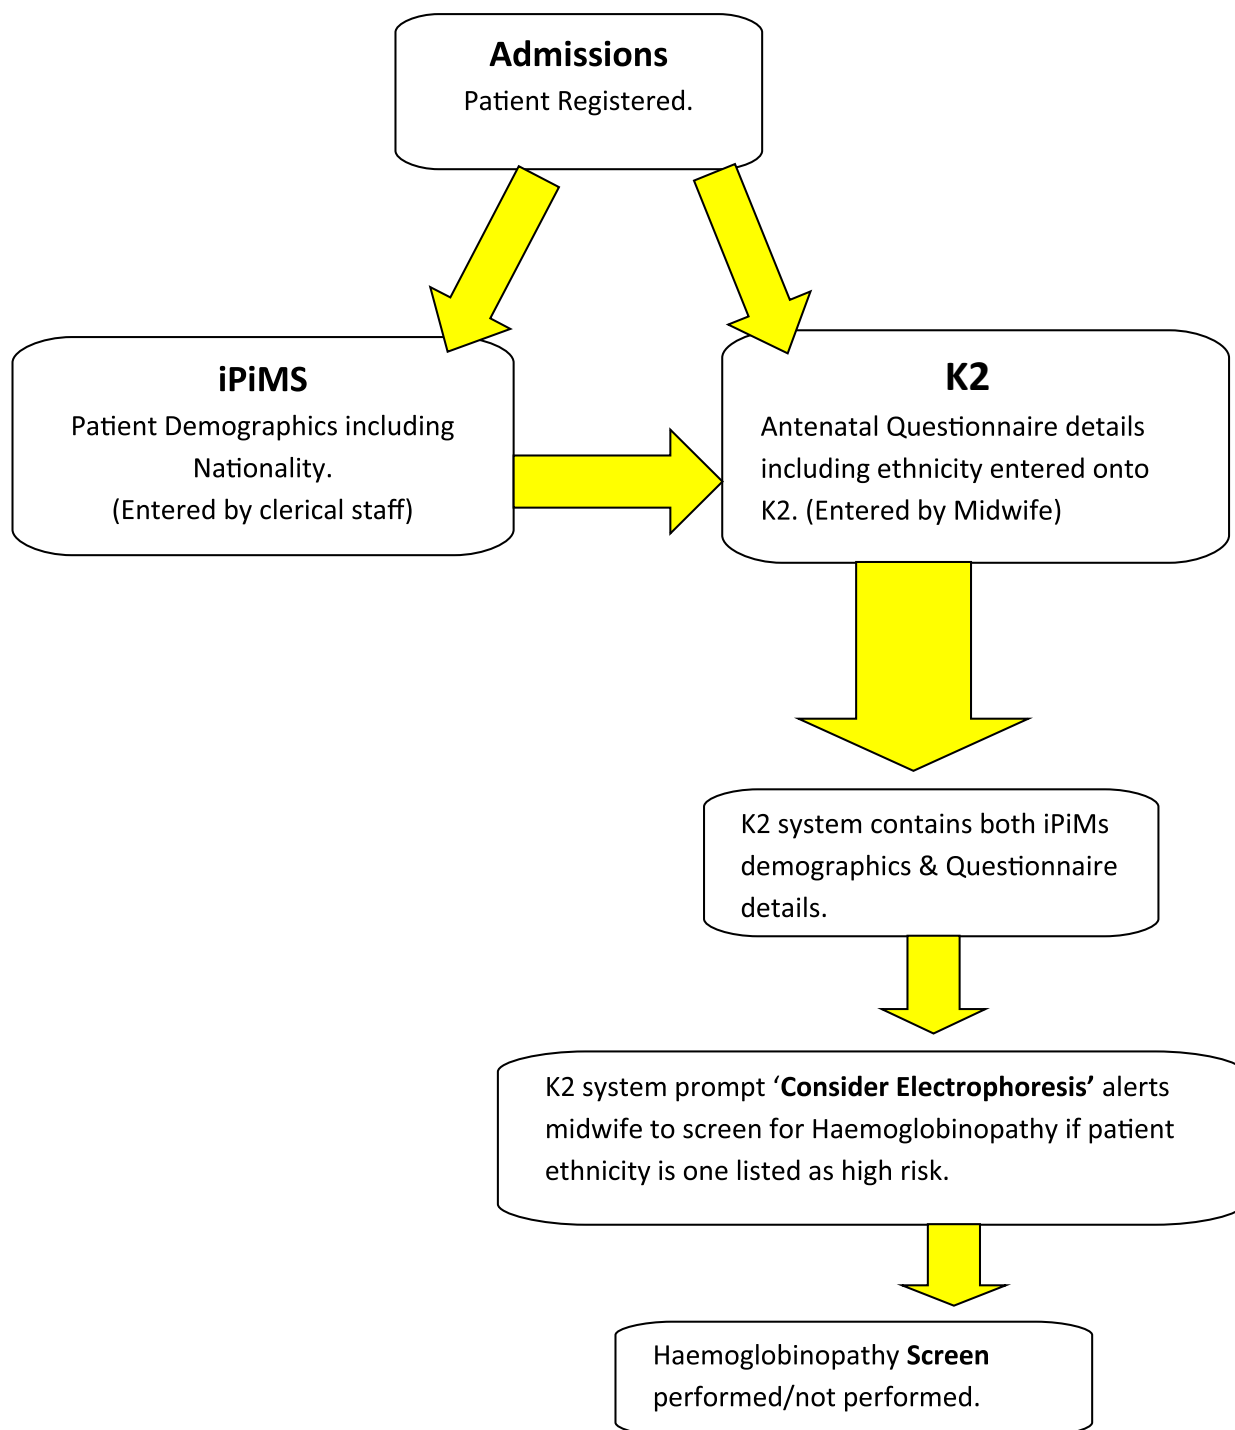 Admissions
Patient Registered.
iPiMS
Patient Demographics including
Nationality.
(Entered by clerical staff)
K2
Antenatal Questionnaire details
including ethnicity entered onto
K2. (Entered by Midwife)
K2 system contains both iPiMs
demographics & Questionnaire
details.
K2 system prompt ‘Consider Electrophoresis’ alerts
midwife to screen for Haemoglobinopathy if patient
ethnicity is one listed as high risk.
Haemoglobinopathy Screen
performed/not performed.